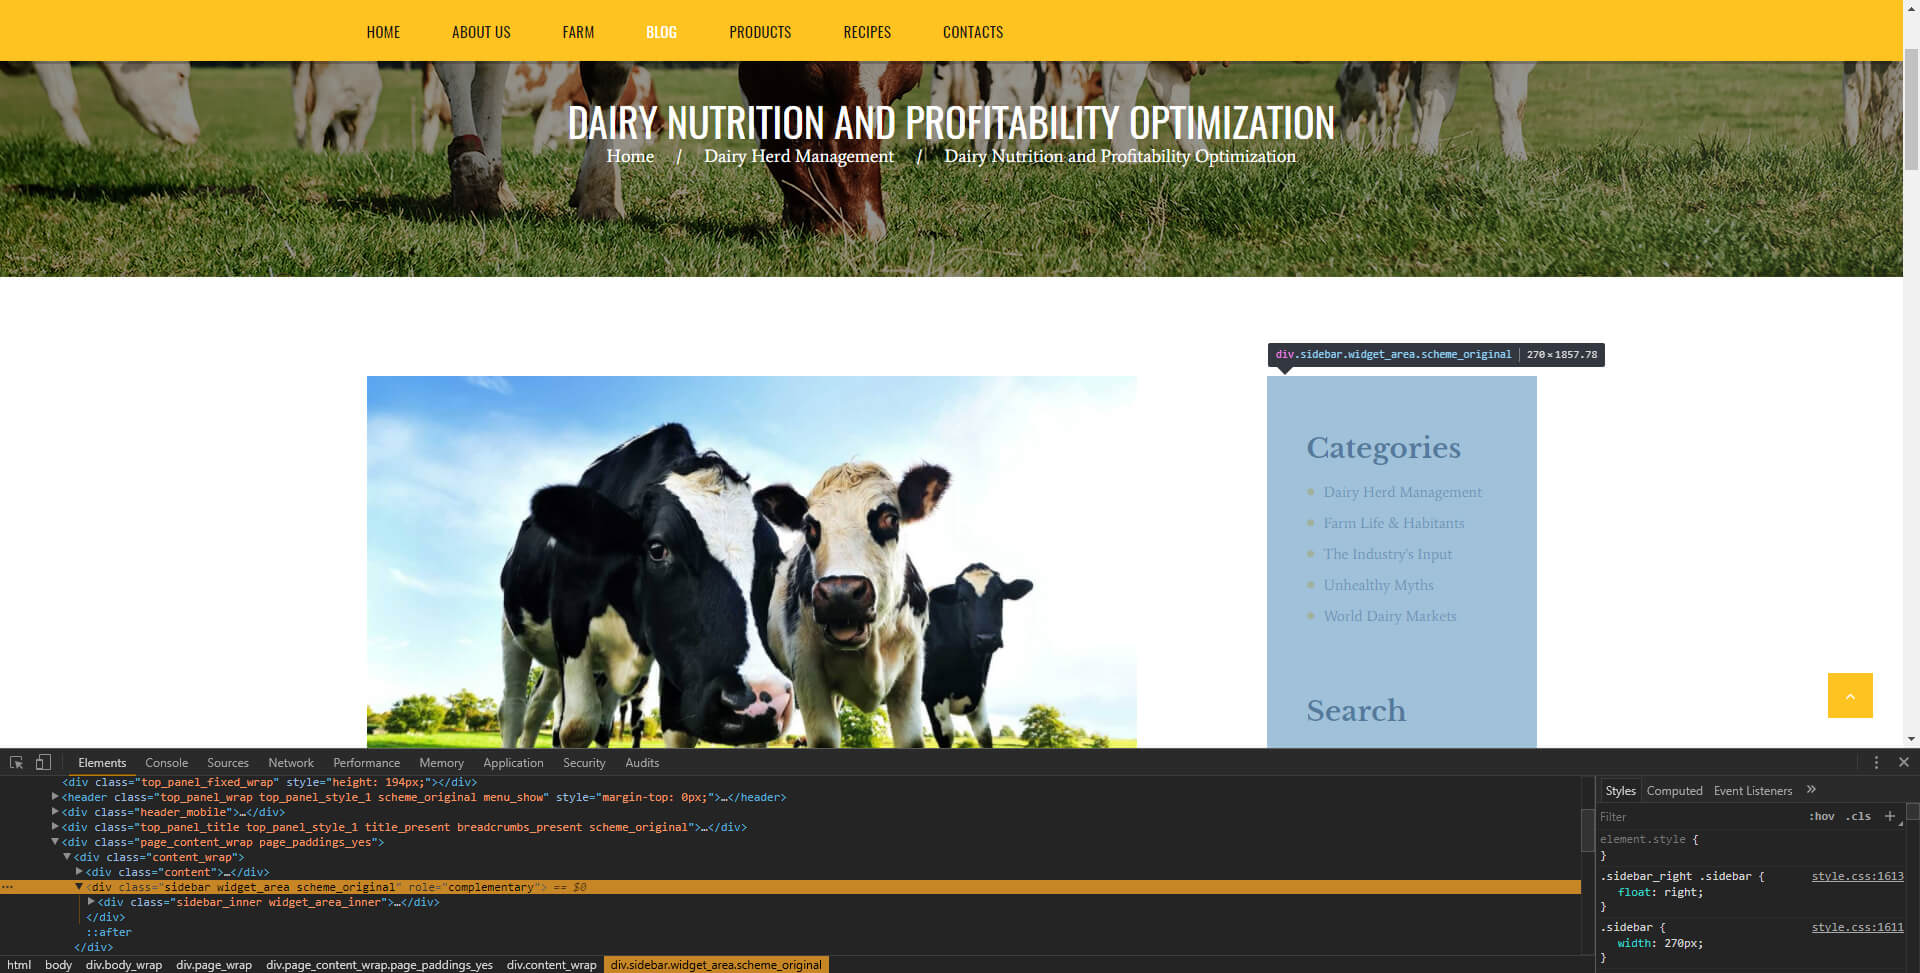 HOME ABOUT US FARM BLOG PRODUCTS RECIPES CONTACTS
DAIRY NUTRITION AND PROFITABILITY OPTIMIZATION
Home / Dairy Herd Management / Dairy Nutrition and Profitability Optimization
div.sidebar.widget_area.scheme_original | 270 × 1857.78
Categories
Dairy Herd Management
Farm Life & Habitants
The Industry's Input
Unhealthy Myths
World Dairy Markets
Search
Elements Console Sources Network Performance Memory Application Security Audits
<div class="top_panel_fixed_wrap" style="height: 194px;"></div>
<header class="top_panel_wrap top_panel_style_1 scheme_original menu_show" style="margin-top: 0px;">…</header>
<div class="header_mobile">…</div>
<div class="top_panel_title top_panel_style_1 title_present breadcrumbs_present scheme_original">…</div>
<div class="page_content_wrap page_paddings_yes">
<div class="content_wrap">
<div class="content">…</div>
<div class="sidebar widget_area scheme_original" role="complementary"> == $0
<div class="sidebar_inner widget_area_inner">…</div>
</div>
::after
</div>
html body div.body_wrap div.page_wrap div.page_content_wrap.page_paddings_yes div.content_wrap div.sidebar.widget_area.scheme_original
Styles Computed Event Listeners »
Filter :hov .cls +
element.style {
}
.sidebar_right .sidebar { style.css:1613
float: right;
}
.sidebar { style.css:1611
width: 270px;
}